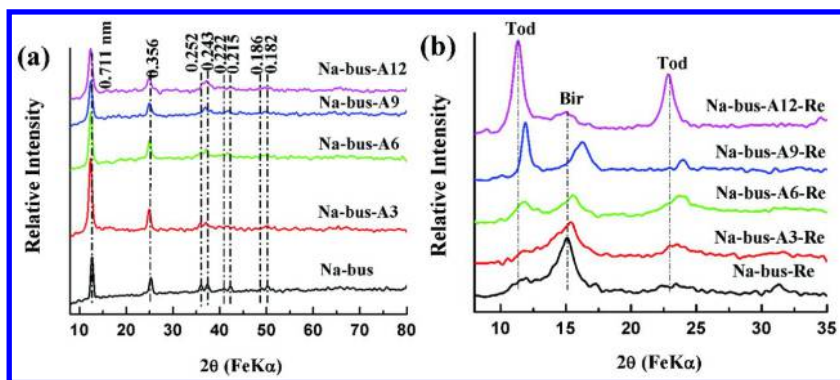 (a)
0.711 nm
0.356
0.252
0.243
0.222
0.215
0.186
0.182
Na-bus-A12
Na-bus-A9
Na-bus-A6
Na-bus-A3
Na-bus
Relative Intensity
10 20 30 40 50 60 70 80
2θ (FeKα)
(b)
Tod
Bir
Tod
Na-bus-A12-Re
Na-bus-A9-Re
Na-bus-A6-Re
Na-bus-A3-Re
Na-bus-Re
Relative Intensity
10 15 20 25 30 35
2θ (FeKα)